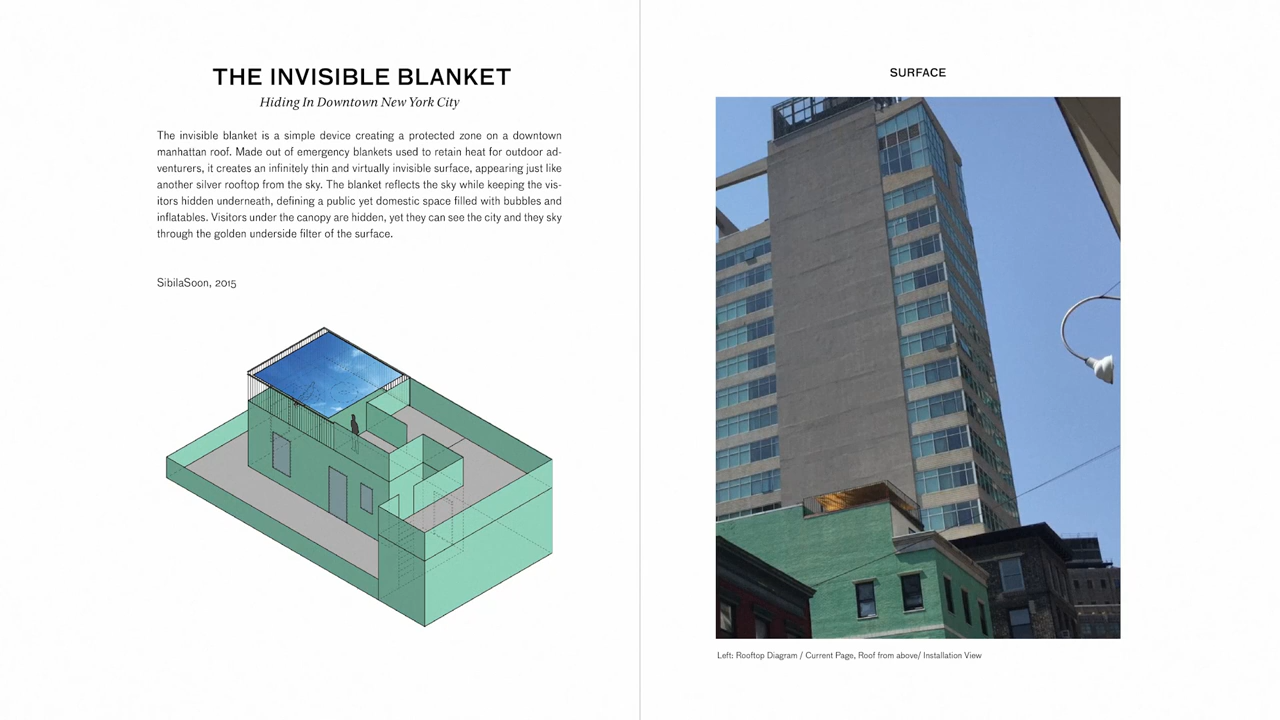 THE INVISIBLE BLANKET
Hiding In Downtown New York City
The invisible blanket is a simple device creating a protected zone on a downtown
manhattan roof. Made out of emergency blankets used to retain heat for outdoor ad-
venturers, it creates an infinitely thin and virtually invisible surface, appearing just like
another silver rooftop from the sky. The blanket reflects the sky while keeping the vis-
itors hidden underneath, defining a public yet domestic space filled with bubbles and
inflatables. Visitors under the canopy are hidden, yet they can see the city and they sky
through the golden underside filter of the surface.
SibilaSoon, 2015
SURFACE
Left: Rooftop Diagram / Current Page, Roof from above/ Installation View